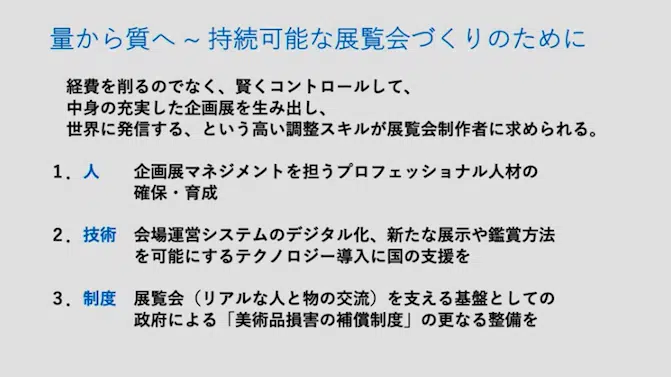 量から質へ ~ 持続可能な展覧会づくりのために
経費を削るのでなく、賢くコントロールして、
中身の充実した企画展を生み出し、
世界に発信する、という高い調整スキルが展覧会制作者に求められる。
1．人 企画展マネジメントを担うプロフェッショナル人材の
確保・育成
2．技術 会場運営システムのデジタル化、新たな展示や鑑賞方法
を可能にするテクノロジー導入に国の支援を
3．制度 展覧会（リアルな人と物の交流）を支える基盤としての
政府による「美術品損害の補償制度」の更なる整備を